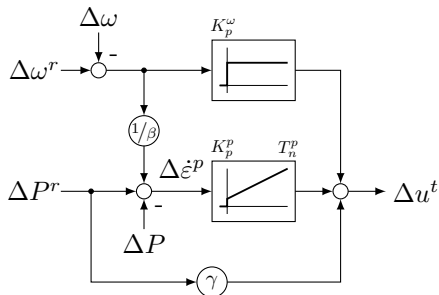 Δω
-
K_p^ω
Δω^r
1/β
Δε̇^p
K_p^p
T_n^p
ΔP^r
Δu^t
-
ΔP
γ